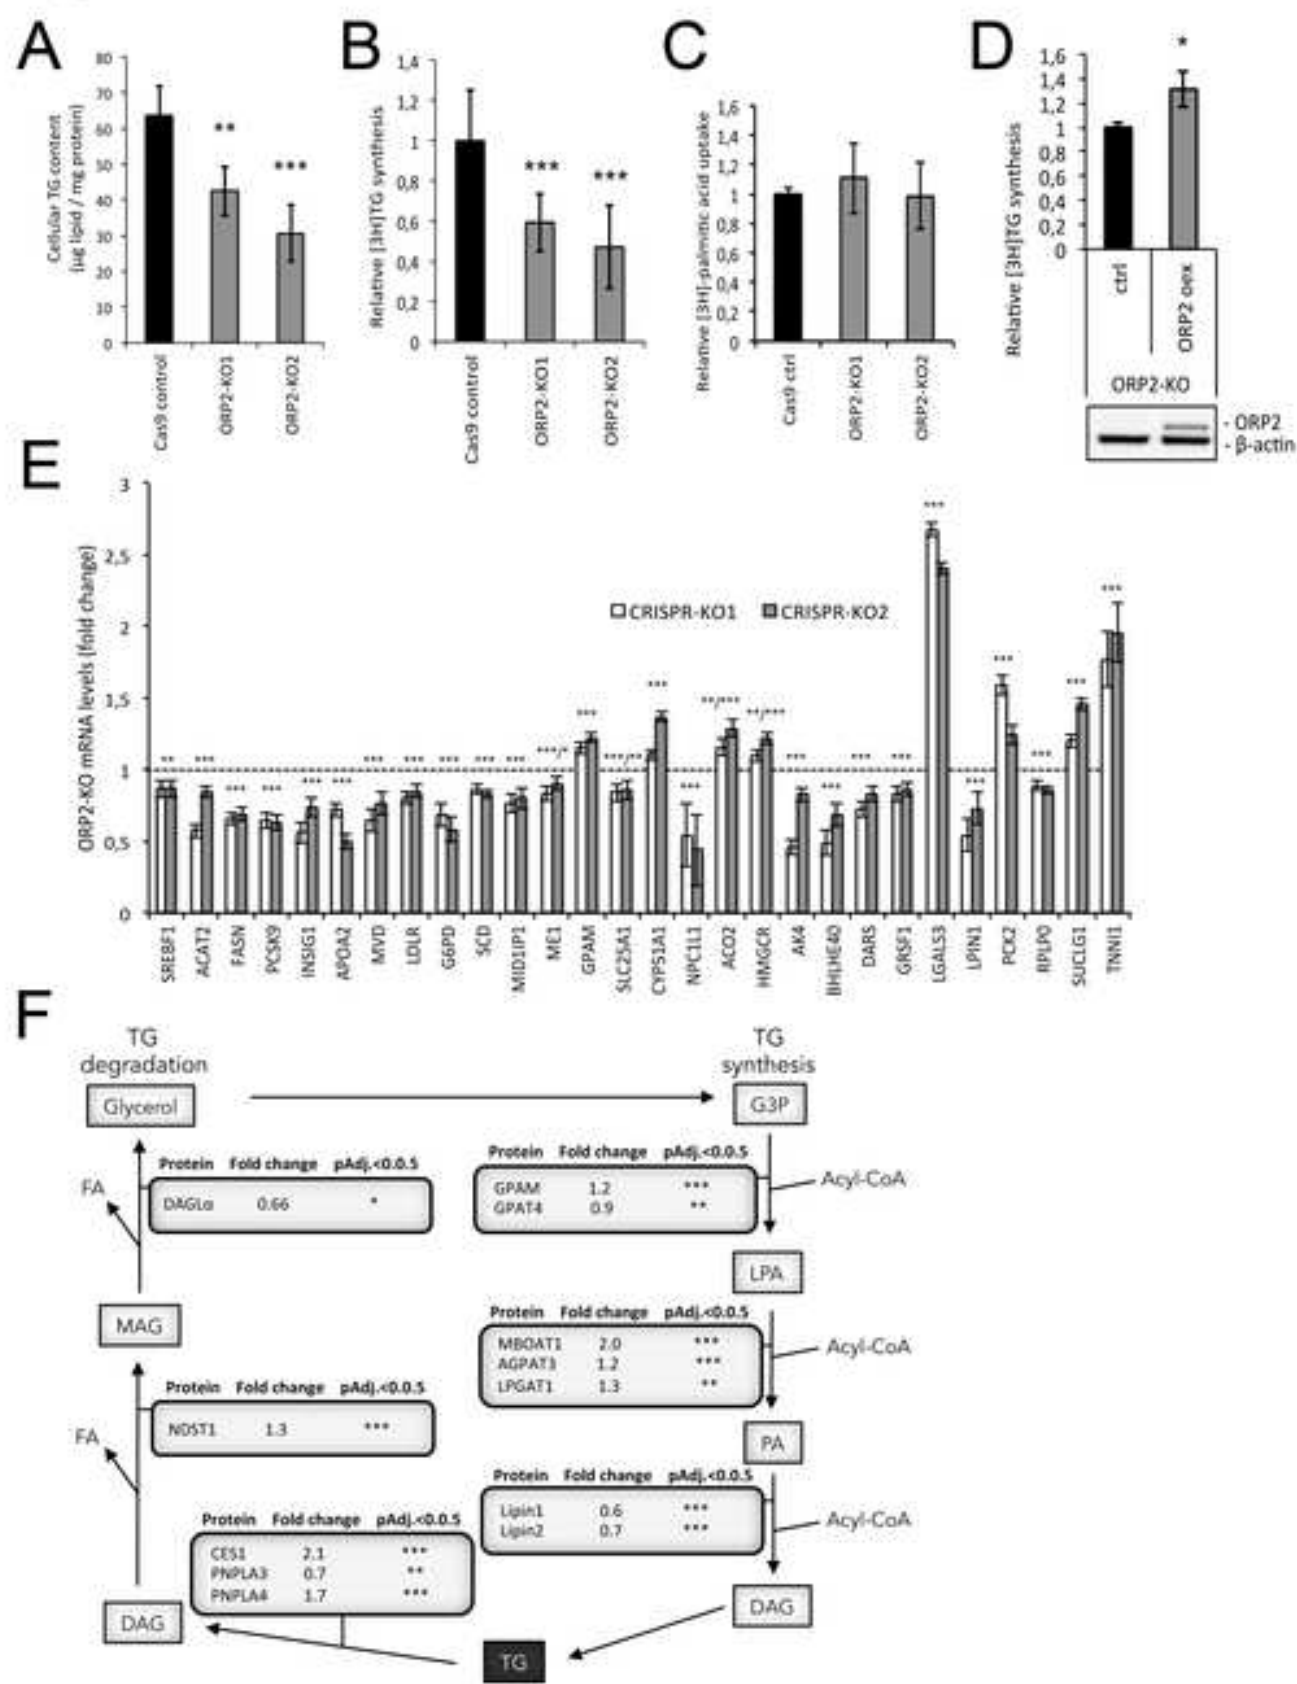 A
Cellular TG content
(µg lipid / mg protein)
80
70
60
50
40
30
20
10
0
**
***
Cas9 control
ORP2-KO1
ORP2-KO2
B
Relative [3H]TG synthesis
1,4
1,2
1
0,8
0,6
0,4
0,2
0
***
***
Cas9 control
ORP2-KO1
ORP2-KO2
C
Relative [3H]-palmitic acid uptake
1,6
1,4
1,2
1
0,8
0,6
0,4
0,2
0
Cas9 ctrl
ORP2-KO1
ORP2-KO2
D
Relative [3H]TG synthesis
1,6
1,4
1,2
1
0,8
0,6
0,4
0,2
0
*
ctrl
ORP2 oex
ORP2-KO
- ORP2
- β-actin
E
ORP2-KO mRNA levels (fold change)
3
2,5
2
1,5
1
0,5
0
CRISPR-KO1 CRISPR-KO2
** *** *** *** *** *** *** *** *** *** *** ***/* *** ***/** *** *** **/*** **/*** *** *** *** *** *** *** *** *** *** ***
SREBF1
ACAT2
FASN
PCSK9
INSIG1
APOA2
MVD
LDLR
G6PD
SCD
MID1IP1
ME1
GPAM
SLC25A1
CYP51A1
NPC1L1
ACO2
HMGCR
AK4
BHLHE40
DARS
GRSF1
LGALS3
LPIN1
PCK2
RPLP0
SUCLG1
TNNI1
F
TG
degradation
Glycerol
TG
synthesis
G3P
Protein Fold change pAdj.<0.0.5
DAGLα 0.66 *
FA
MAG
Protein Fold change pAdj.<0.0.5
NDST1 1.3 ***
FA
Protein Fold change pAdj.<0.0.5
CES1 2.1 ***
PNPLA3 0.7 **
PNPLA4 1.7 ***
DAG
Protein Fold change pAdj.<0.0.5
GPAM 1.2 ***
GPAT4 0.9 **
Acyl-CoA
LPA
Protein Fold change pAdj.<0.0.5
MBOAT1 2.0 ***
AGPAT3 1.2 ***
LPGAT1 1.3 **
Acyl-CoA
PA
Protein Fold change pAdj.<0.0.5
Lipin1 0.6 ***
Lipin2 0.7 ***
Acyl-CoA
DAG
TG